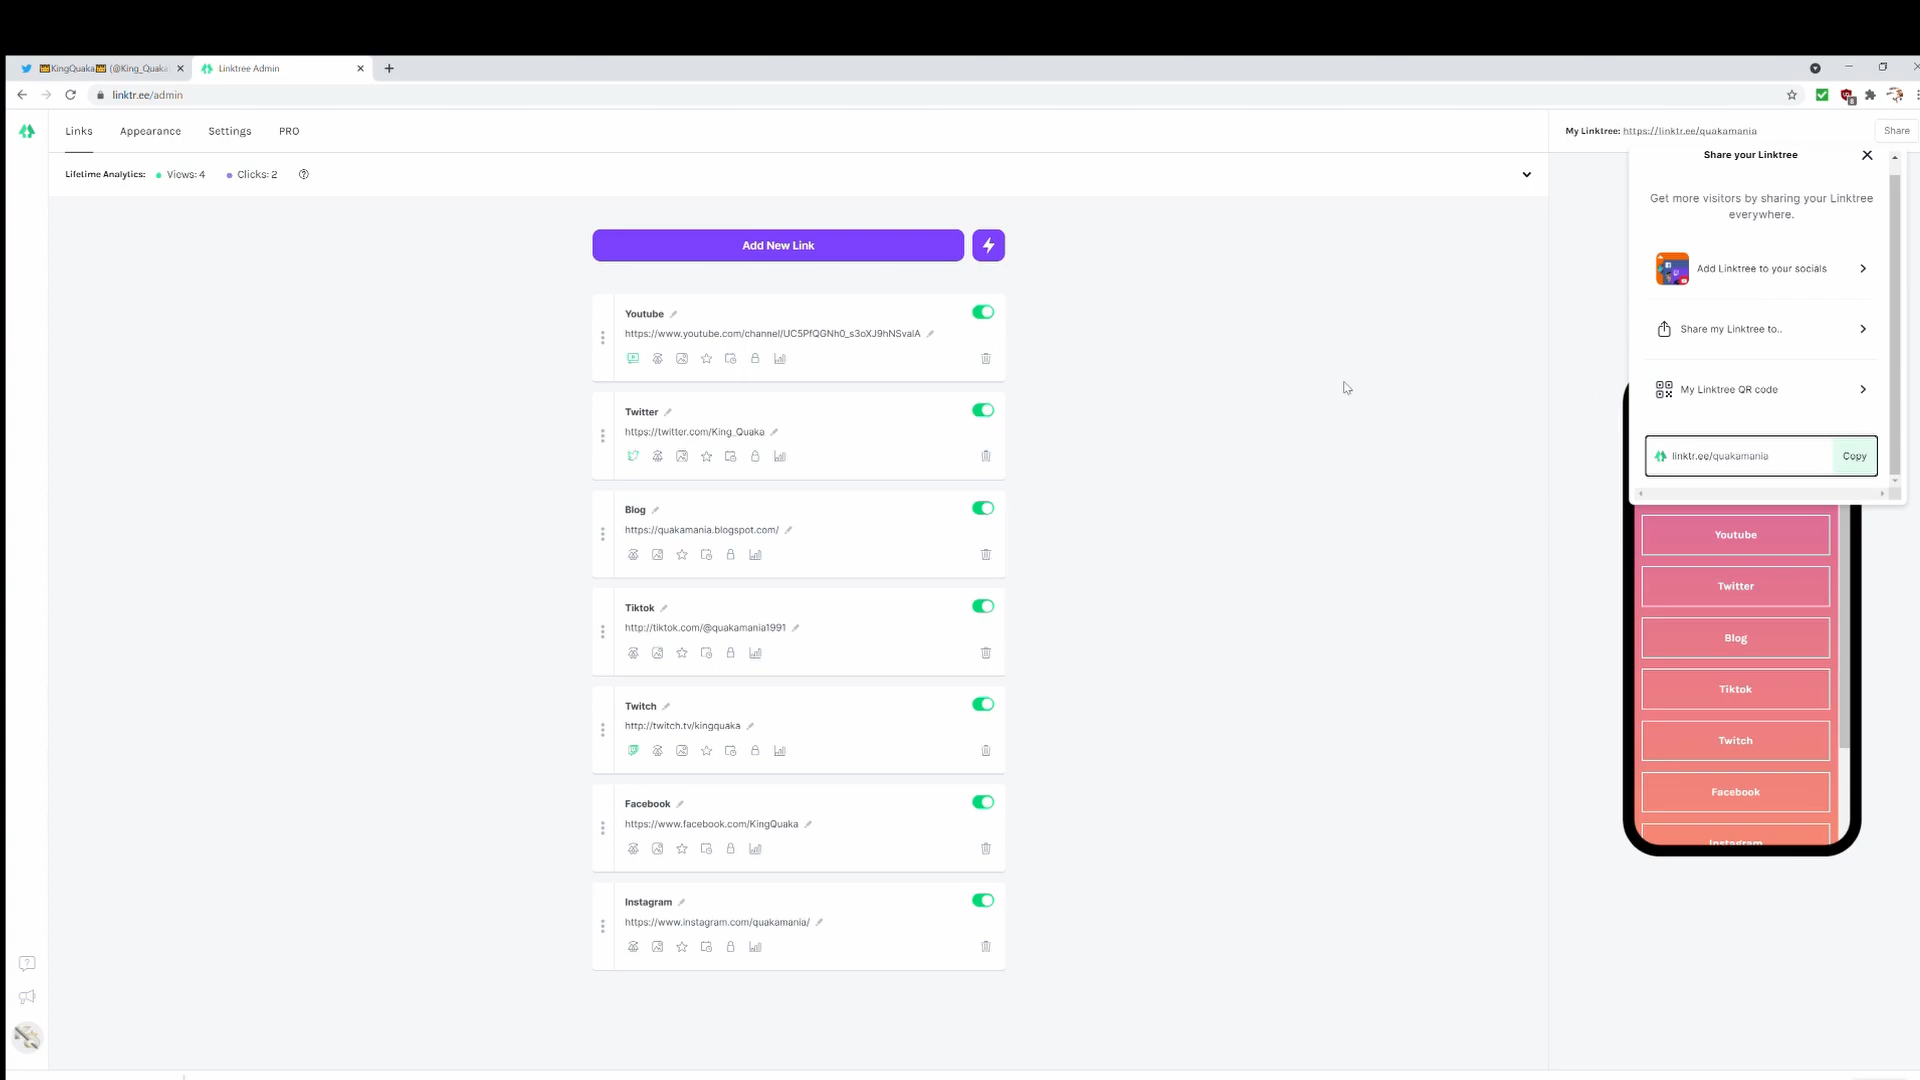 KingQuaka (@King_Quaka
Linktree Admin
linktr.ee/admin
Links
Appearance
Settings
PRO
My Linktree: https://linktr.ee/quakamania
Share
Lifetime Analytics:
Views: 4
Clicks: 2
Share your Linktree
Get more visitors by sharing your Linktree
everywhere.
Add Linktree to your socials
Share my Linktree to..
My Linktree QR code
linktr.ee/quakamania
Copy
Add New Link
Youtube
https://www.youtube.com/channel/UC5PfQGNh0_s3oXJ9hNSvalA
Twitter
https://twitter.com/King_Quaka
Blog
https://quakamania.blogspot.com/
Tiktok
http://tiktok.com/@quakamania1991
Twitch
http://twitch.tv/kingquaka
Facebook
https://www.facebook.com/KingQuaka
Instagram
https://www.instagram.com/quakamania/
Youtube
Twitter
Blog
Tiktok
Twitch
Facebook
Instagram